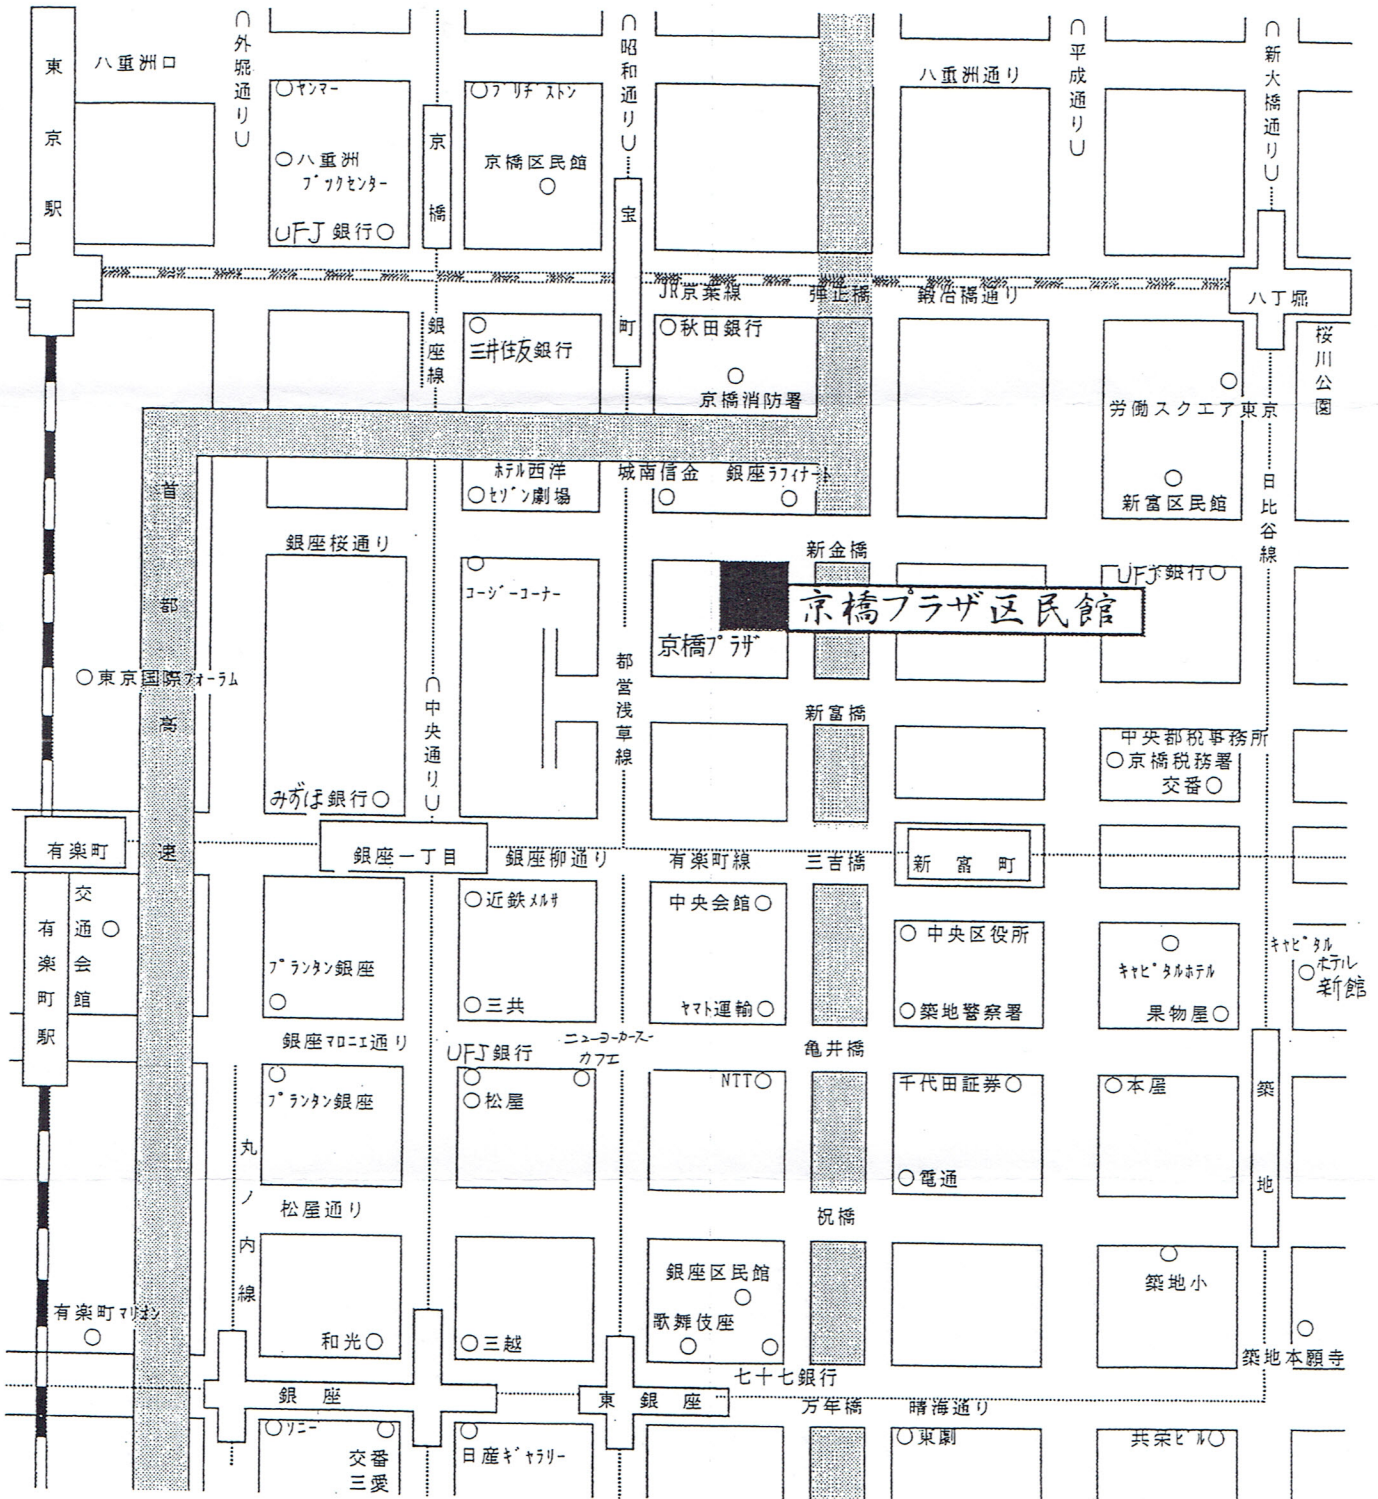 東京駅
八重洲口
外堀通り
ヤンマー
八重洲
ブックセンター
UFJ 銀行
京橋
ブリヂストン
京橋区民館
昭和通り
宝町
八重洲通り
平成通り
新大橋通り
JR京葉線
弾正橋
鍛冶橋通り
八丁堀
桜川公園
銀座線
三井住友銀行
秋田銀行
京橋消防署
労働スクエア東京
新富区民館
日比谷線
首都高速
ホテル西洋
セゾン劇場
城南信金
銀座ラフィナート
銀座桜通り
コージーコーナー
新金橋
UFJ銀行
京橋プラザ区民館
京橋プラザ
東京国際フォーラム
中央通り
都営浅草線
新富橋
中央都税事務所
京橋税務署
交番
みずほ銀行
有楽町
銀座一丁目
銀座柳通り
有楽町線
三吉橋
新富町
交通会館
有楽町駅
近鉄メルサ
中央会館
中央区役所
キャピタルホテル
キャピタル
ホテル
新館
プランタン銀座
三共
ヤマト運輸
築地警察署
果物屋
銀座マロニエ通り
UFJ銀行
ニューヨーカーズ
カフェ
亀井橋
プランタン銀座
松屋
NTT
千代田証券
本屋
築地
丸ノ内線
電通
松屋通り
祝橋
銀座区民館
歌舞伎座
築地小
有楽町マリオン
和光
三越
築地本願寺
七十七銀行
銀座
東銀座
万年橋
晴海通り
ソニー
交番
三愛
日産ギャラリー
東劇
共栄ビル